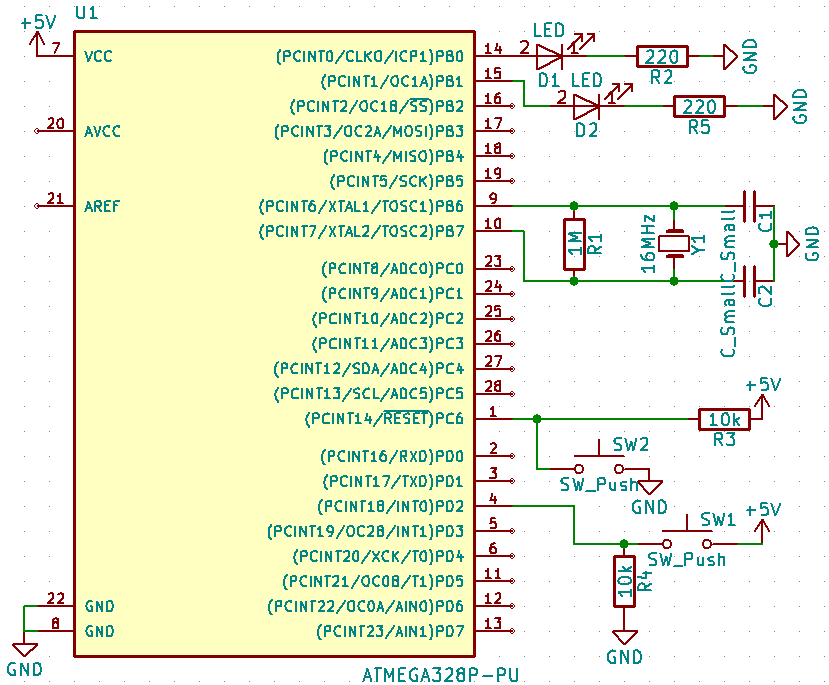 +5V
U1
7 VCC
20 AVCC
21 AREF
22 GND
8 GND
GND
(PCINT0/CLKO/ICP1)PB0 14
(PCINT1/OC1A)PB1 15
(PCINT2/OC1B/SS)PB2 16
(PCINT3/OC2A/MOSI)PB3 17
(PCINT4/MISO)PB4 18
(PCINT5/SCK)PB5 19
(PCINT6/XTAL1/TOSC1)PB6 9
(PCINT7/XTAL2/TOSC2)PB7 10
(PCINT8/ADC0)PC0 23
(PCINT9/ADC1)PC1 24
(PCINT10/ADC2)PC2 25
(PCINT11/ADC3)PC3 26
(PCINT12/SDA/ADC4)PC4 27
(PCINT13/SCL/ADC5)PC5 28
(PCINT14/RESET)PC6 1
(PCINT16/RXD)PD0 2
(PCINT17/TXD)PD1 3
(PCINT18/INT0)PD2 4
(PCINT19/OC2B/INT1)PD3 5
(PCINT20/XCK/T0)PD4 6
(PCINT21/OC0B/T1)PD5 11
(PCINT22/OC0A/AIN0)PD6 12
(PCINT23/AIN1)PD7 13
ATMEGA328P-PU
LED
2 1
D1
220
R2
GND
LED
2 1
D2
220
R5
GND
1M
R1
16MHz
Y1
C_Small
C1
C_Small
C2
GND
+5V
10k
R3
SW2
SW_Push
GND
+5V
SW1
SW_Push
10k
R4
GND